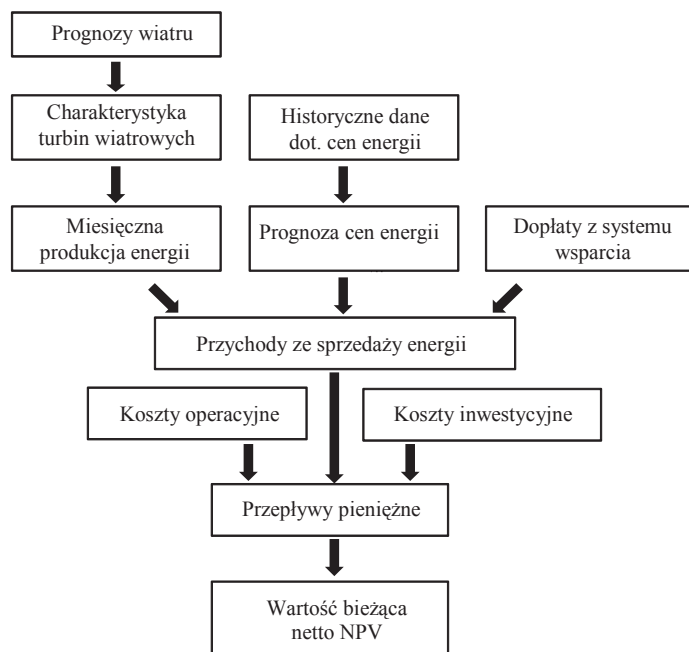 Prognozy wiatru
Charakterystyka
turbin wiatrowych
Historyczne dane
dot. cen energii
Miesięczna
produkcja energii
Prognoza cen energii
Dopłaty z systemu
wsparcia
Przychody ze sprzedaży energii
Koszty operacyjne
Koszty inwestycyjne
Przepływy pieniężne
Wartość bieżąca
netto NPV